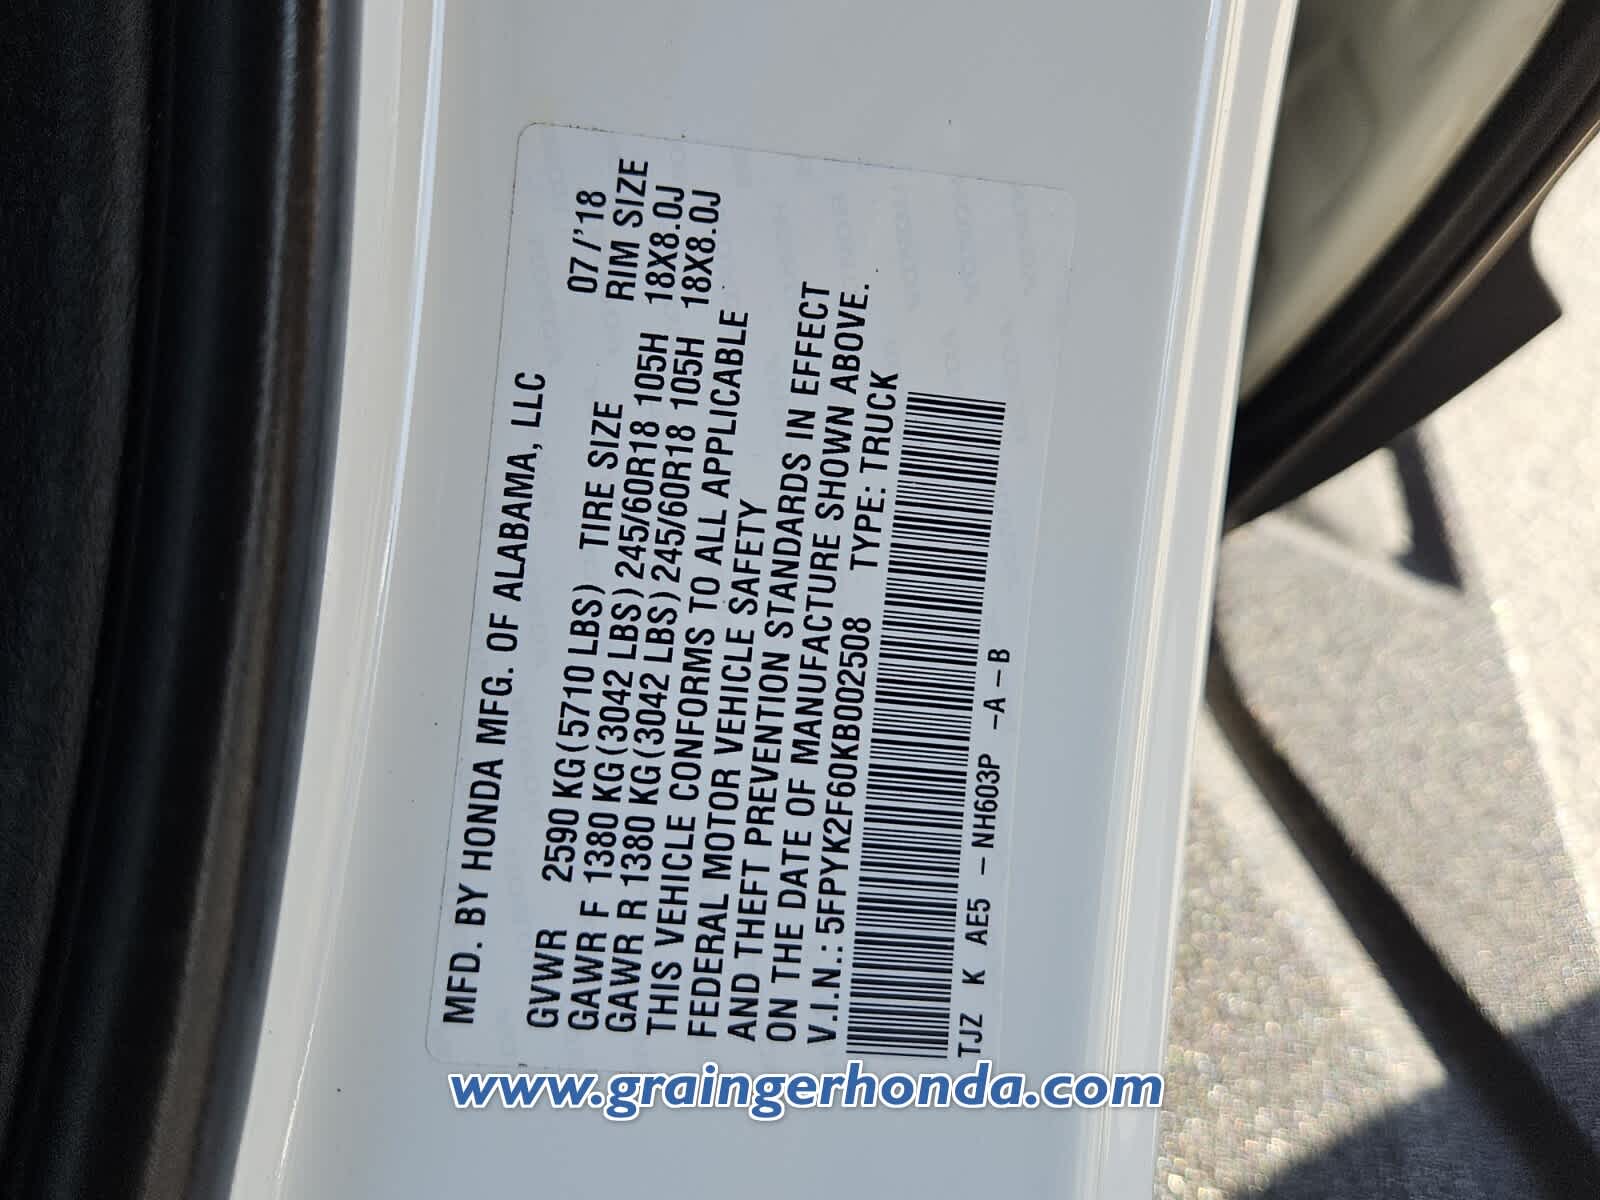 MFD. BY HONDA MFG. OF ALABAMA, LLC
07/'18
GVWR 2590 KG(5710 LBS) TIRE SIZE RIM SIZE
GAWR F 1380 KG(3042 LBS) 245/60R18 105H 18X8.0J
GAWR R 1380 KG(3042 LBS) 245/60R18 105H 18X8.0J
THIS VEHICLE CONFORMS TO ALL APPLICABLE
FEDERAL MOTOR VEHICLE SAFETY
AND THEFT PREVENTION STANDARDS IN EFFECT
ON THE DATE OF MANUFACTURE SHOWN ABOVE.
V.I.N.: 5FPYK2F60KB002508 TYPE: TRUCK
TJZ K AE5 -NH603P -A-B
www.graingerhonda.com